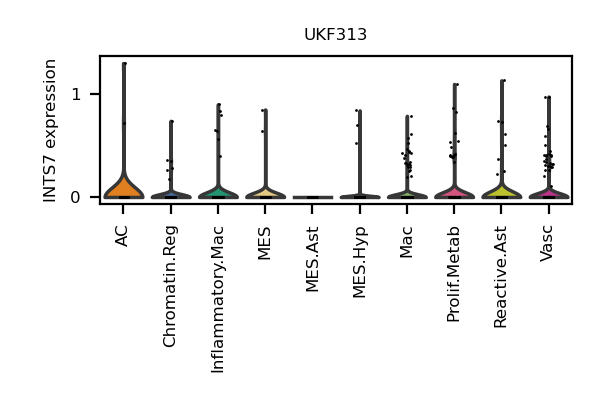 UKF313
INTS7 expression
1
0
AC
Chromatin.Reg
Inflammatory.Mac
MES
MES.Ast
MES.Hyp
Mac
Prolif.Metab
Reactive.Ast
Vasc